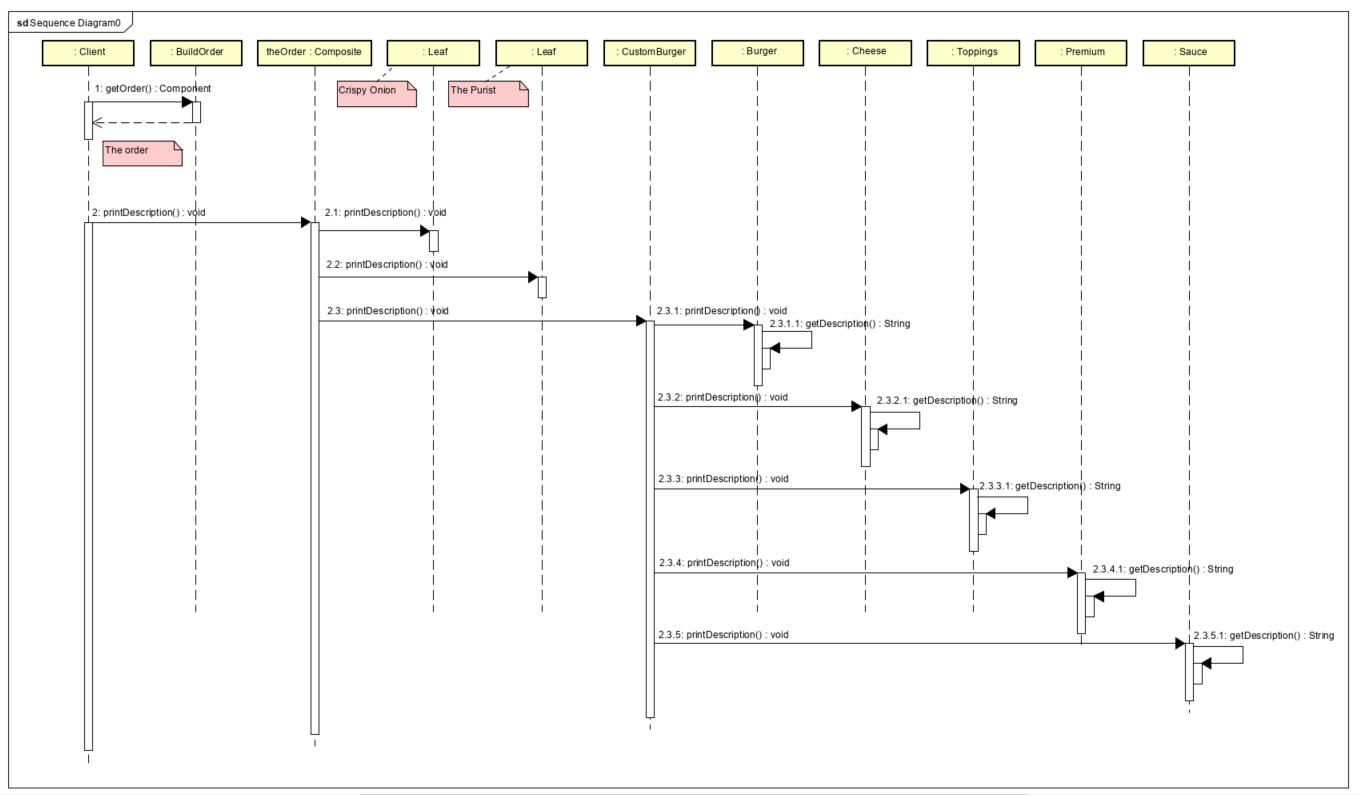 sd Sequence Diagram0
: Client
: BuildOrder
theOrder : Composite
: Leaf
: Leaf
: CustomBurger
: Burger
: Cheese
: Toppings
: Premium
: Sauce
1: getOrder() : Component
Crispy Onion
The Purist
The order
2: printDescription() : void
2.1: printDescription() : void
2.2: printDescription() : void
2.3: printDescription() : void
2.3.1: printDescription() : void
2.3.1.1: getDescription() : String
2.3.2: printDescription() : void
2.3.2.1: getDescription() : String
2.3.3: printDescription() : void
2.3.3.1: getDescription() : String
2.3.4: printDescription() : void
2.3.4.1: getDescription() : String
2.3.5: printDescription() : void
2.3.5.1: getDescription() : String